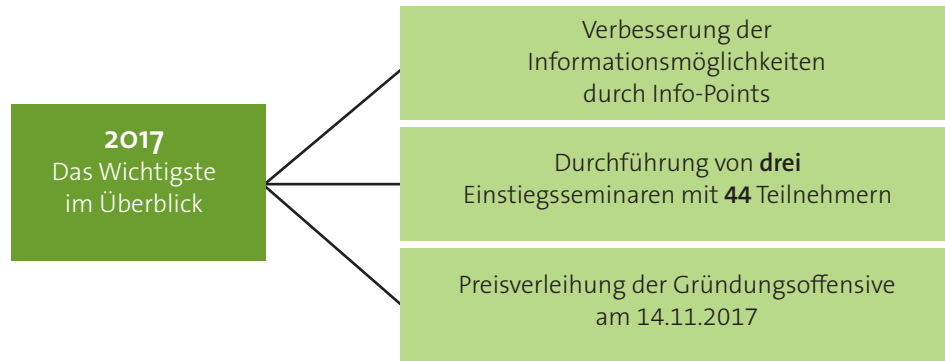 2017
Das Wichtigste
im Überblick
Verbesserung der
Informationsmöglichkeiten
durch Info-Points
Durchführung von drei
Einstiegsseminaren mit 44 Teilnehmern
Preisverleihung der Gründungsoffensive
am 14.11.2017